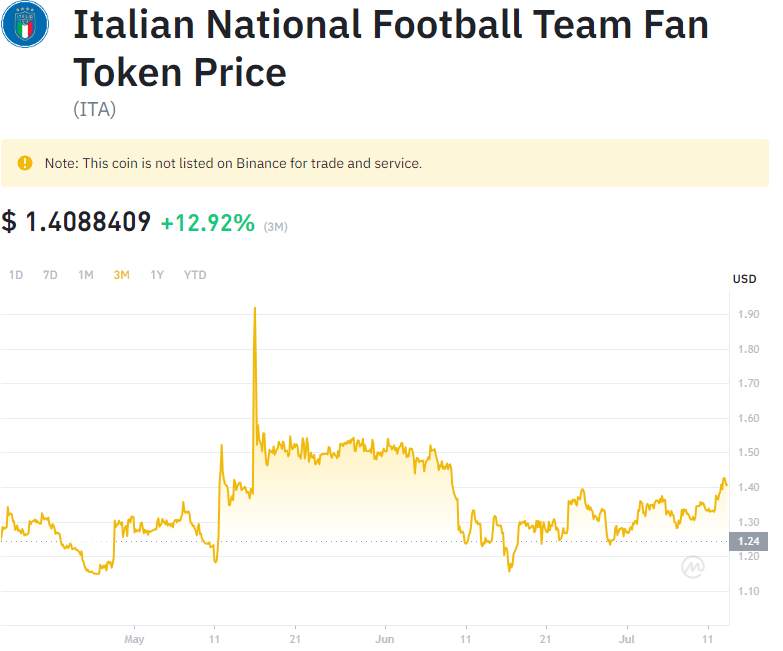 Italian National Football Team Fan
Token Price
(ITA)
Note: This coin is not listed on Binance for trade and service.
$ 1.4088409 +12.92% (3M)
1D 7D 1M 3M 1Y YTD
USD
1.90
1.80
1.70
1.60
1.50
1.40
1.30
1.24
1.20
1.10
May 11 21 Jun 11 21 Jul 11